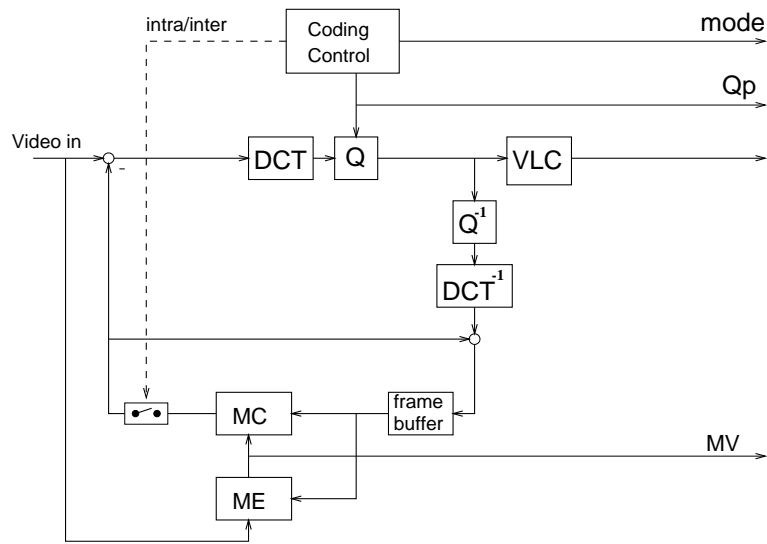 intra/inter
Coding
Control
mode
Qp
Video in
-
DCT
Q
VLC
Q-1
DCT-1
MC
frame
buffer
MV
ME